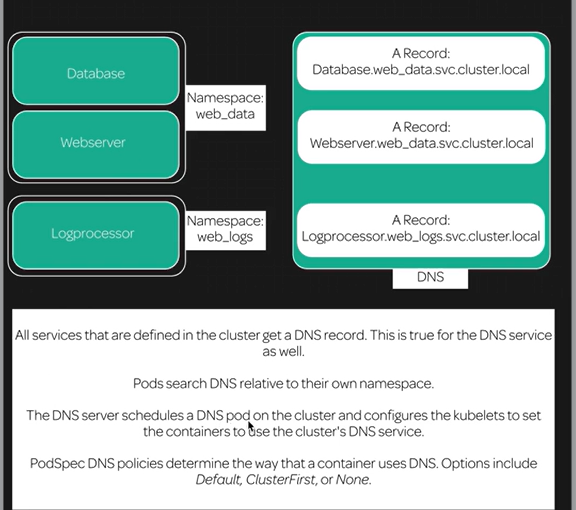 Database
Namespace:
web_data
Webserver
Logprocessor
Namespace:
web_logs
A Record:
Database.web_data.svc.cluster.local
A Record:
Webserver.web_data.svc.cluster.local
A Record:
Logprocessor.web_logs.svc.cluster.local
DNS
All services that are defined in the cluster get a DNS record. This is true for the DNS service
as well.
Pods search DNS relative to their own namespace.
The DNS server schedules a DNS pod on the cluster and configures the kubelets to set
the containers to use the cluster's DNS service.
PodSpec DNS policies determine the way that a container uses DNS. Options include
Default, ClusterFirst, or None.